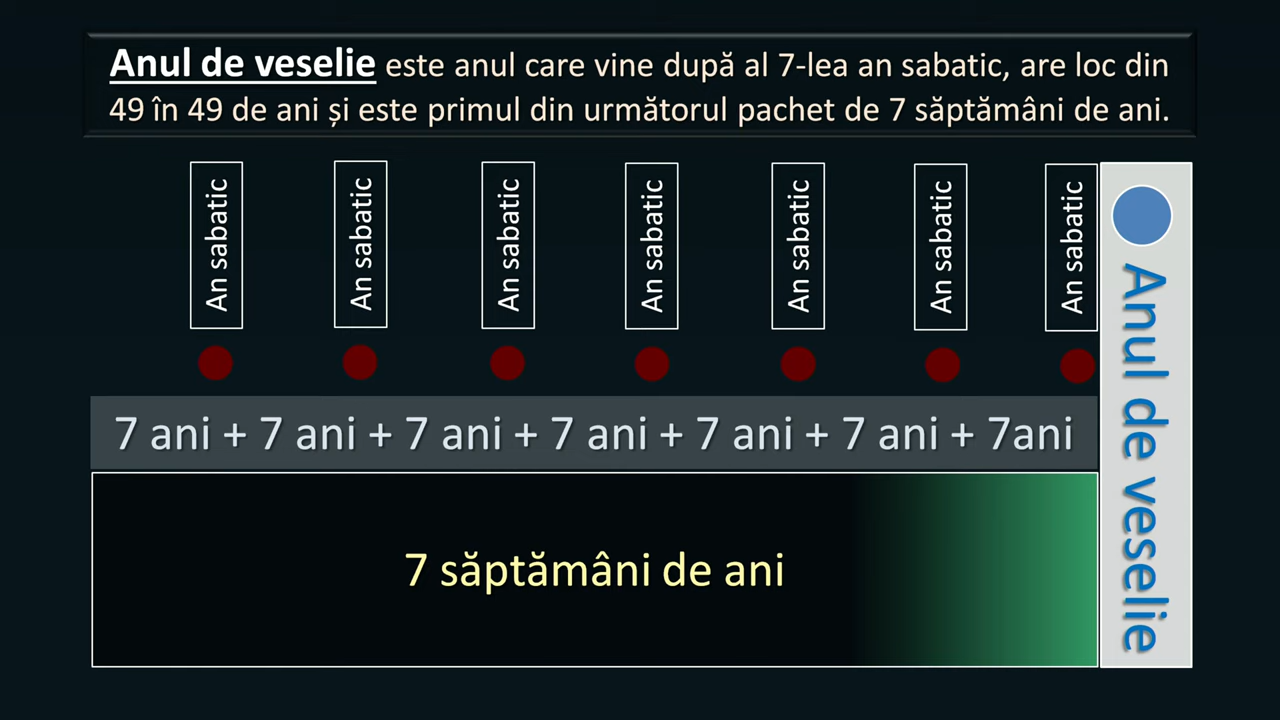 Anul de veselie este anul care vine după al 7-lea an sabatic, are loc din
49 în 49 de ani și este primul din următorul pachet de 7 săptămâni de ani.
An sabatic
An sabatic
An sabatic
An sabatic
An sabatic
An sabatic
An sabatic
Anul de veselie
7 ani + 7 ani + 7 ani + 7 ani + 7 ani + 7 ani + 7ani
7 săptămâni de ani